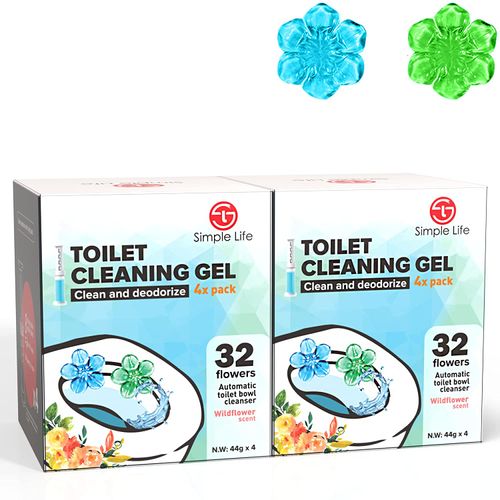 Simple Life
TOILET
CLEANING GEL
Clean and deodorize 4x pack
32
flowers
Automatic
toilet bowl
cleanser
Wildflower
scent
N.W: 44g x 4
Simple Life
TOILET
CLEANING GEL
Clean and deodorize 4x pack
32
flowers
Automatic
toilet bowl
cleanser
Wildflower
scent
N.W: 44g x 4